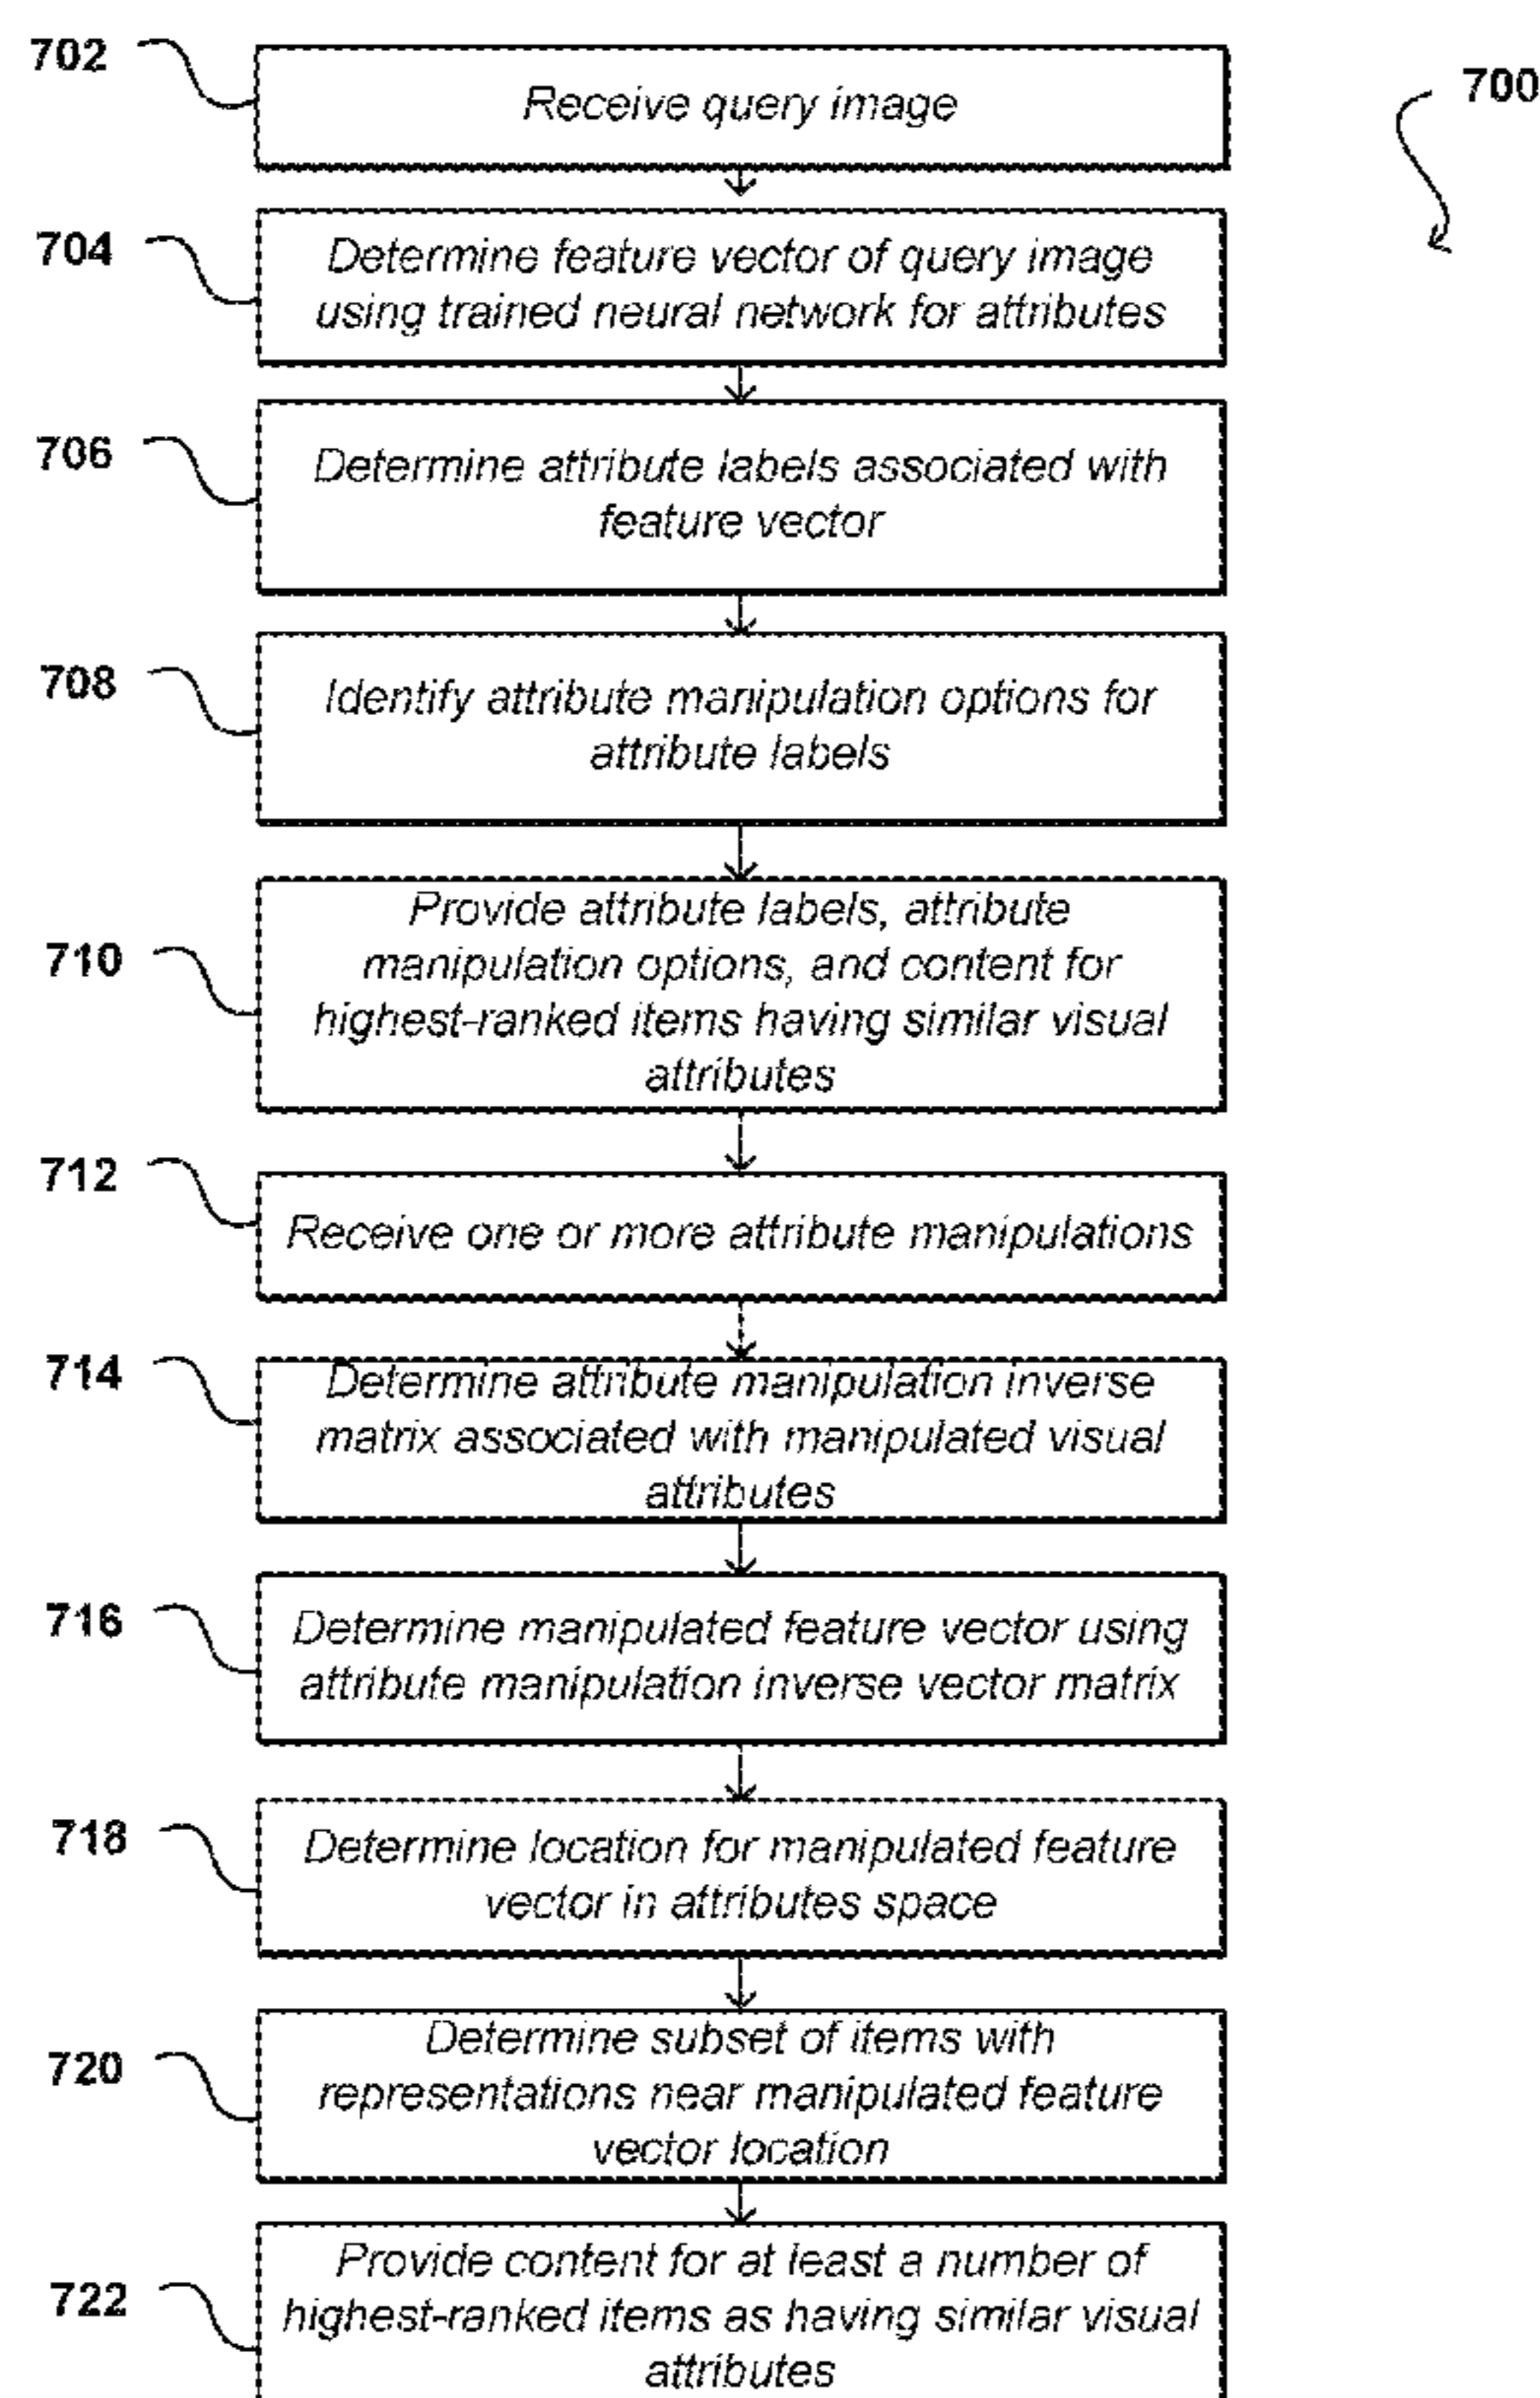 702
Receive query image
700
704
Determine feature vector of query image
using trained neural network for attributes
706
Determine attribute labels associated with
feature vector
708
Identify attribute manipulation options for
attribute labels
710
Provide attribute labels, attribute
manipulation options, and content for
highest-ranked items having similar visual
attributes
712
Receive one or more attribute manipulations
714
Determine attribute manipulation inverse
matrix associated with manipulated visual
attributes
716
Determine manipulated feature vector using
attribute manipulation inverse vector matrix
718
Determine location for manipulated feature
vector in attributes space
720
Determine subset of items with
representations near manipulated feature
vector location
722
Provide content for at least a number of
highest-ranked items as having similar visual
attributes